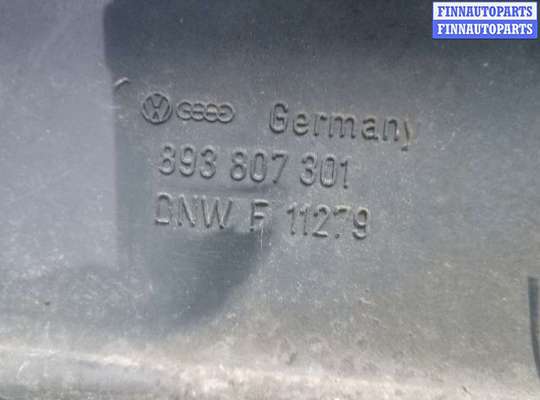 FINNAUTOPARTS
FINNAUTOPARTS
Germany
893 807 301
DNW F 11279